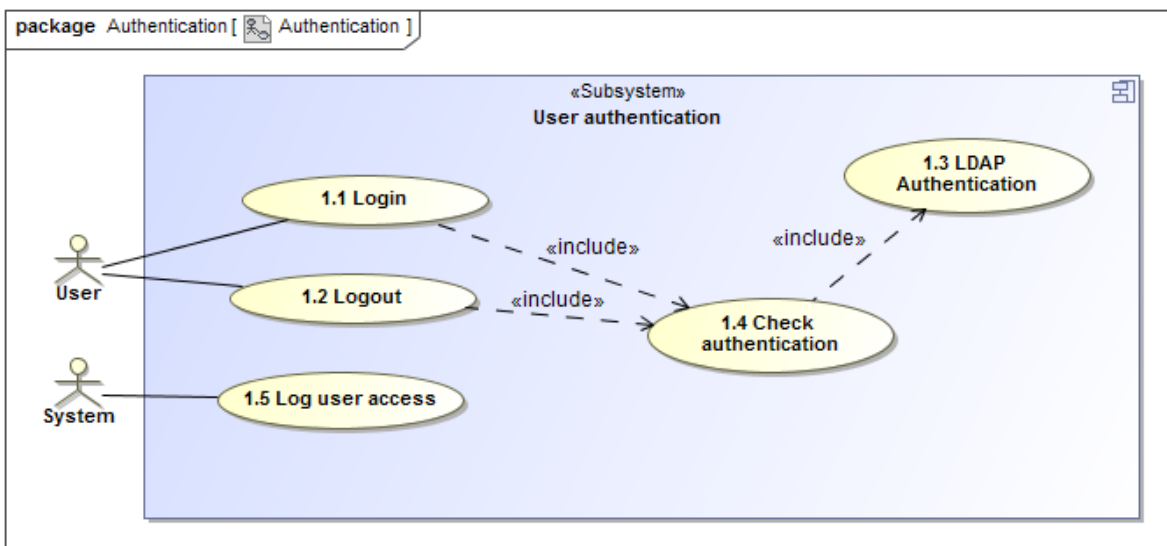 package Authentication [ Authentication ]
«Subsystem»
User authentication
1.3 LDAP
Authentication
1.1 Login
«include»
«include»
User
1.2 Logout
«include»
1.4 Check
authentication
System
1.5 Log user access